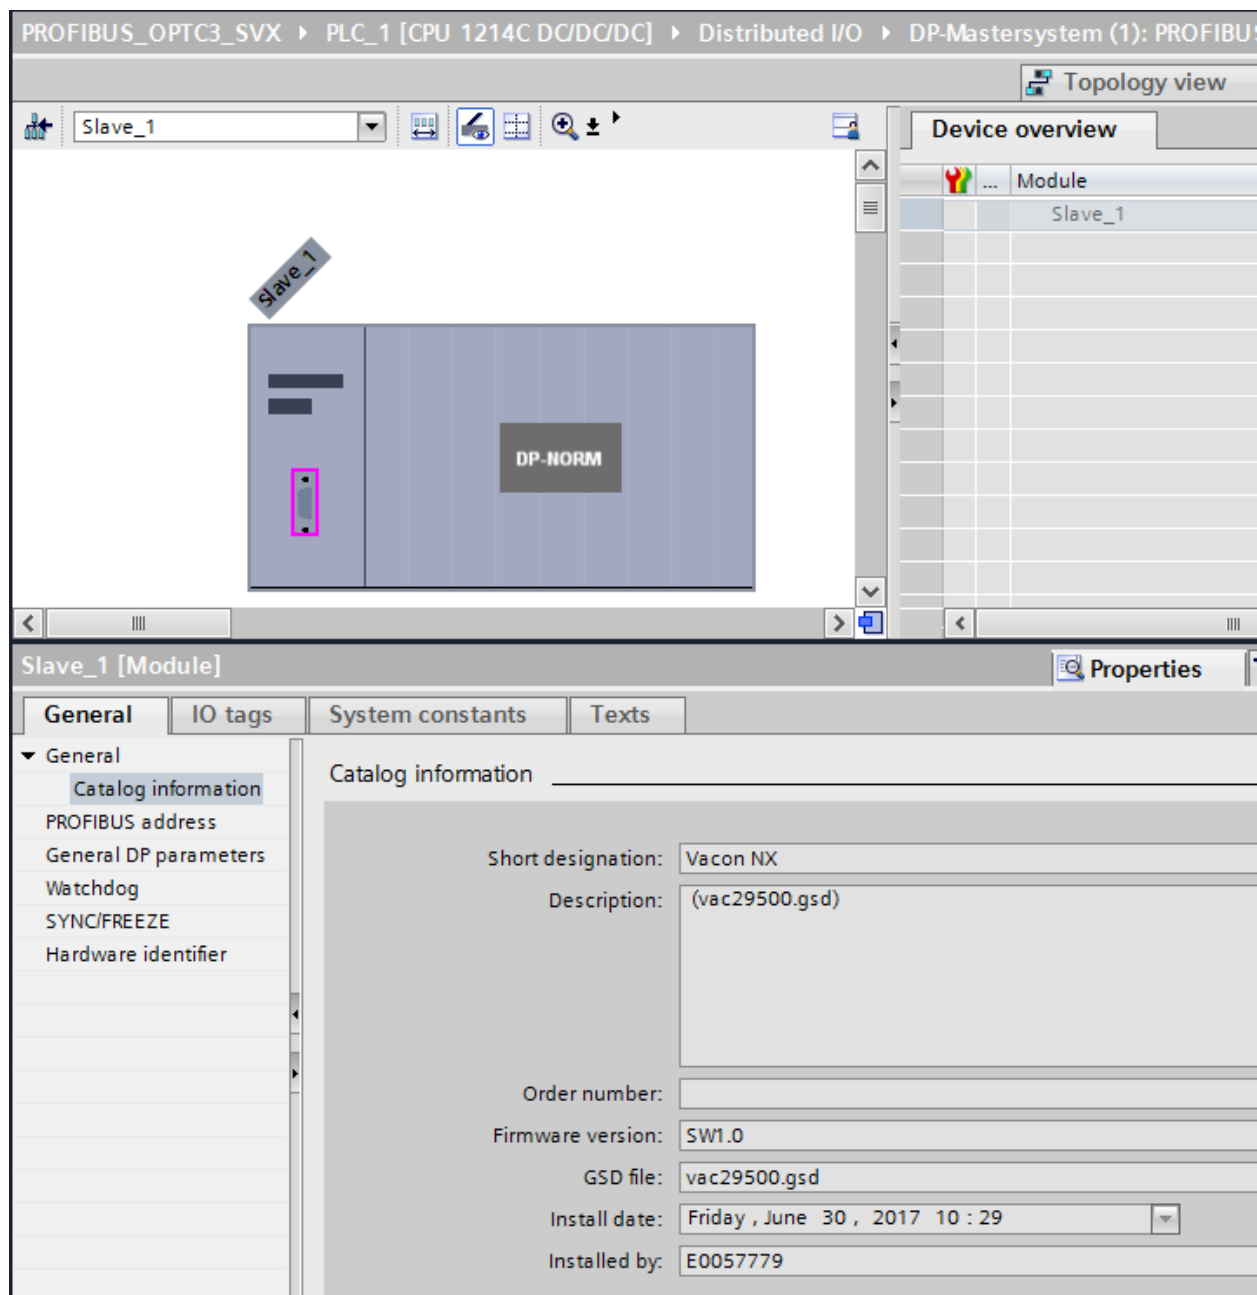 PROFIBUS_OPTC3_SVX PLC_1 [CPU 1214C DC/DC/DC] Distributed I/O DP-Mastersystem (1): PROFIBUS
Topology view
Slave_1
Device overview
... Module
Slave_1
Slave_1
DP-NORM
Slave_1 [Module]
Properties
General IO tags System constants Texts
General
Catalog information
PROFIBUS address
General DP parameters
Watchdog
SYNC/FREEZE
Hardware identifier
Catalog information
Short designation: Vacon NX
Description: (vac29500.gsd)
Order number:
Firmware version: SW1.0
GSD file: vac29500.gsd
Install date: Friday , June 30 , 2017 10 : 29
Installed by: E0057779